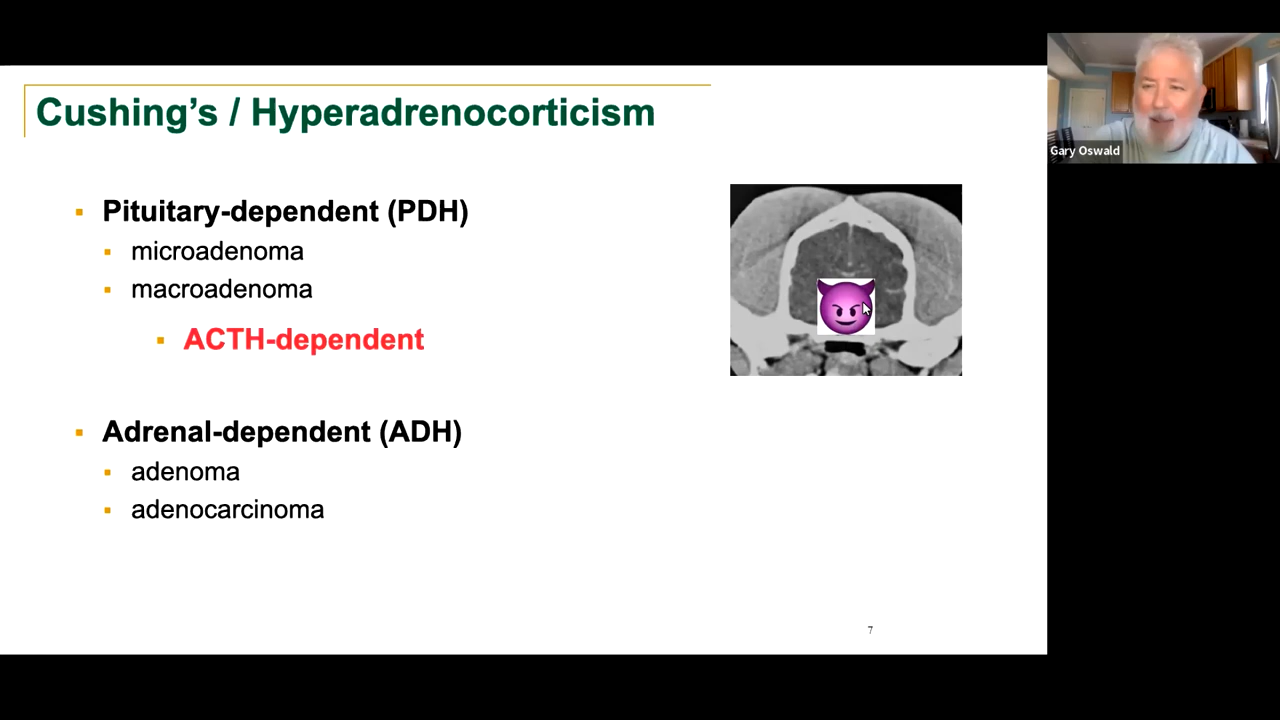 Cushing's / Hyperadrenocorticism
Gary Oswald
Pituitary-dependent (PDH)
microadenoma
macroadenoma
ACTH-dependent
Adrenal-dependent (ADH)
adenoma
adenocarcinoma
7